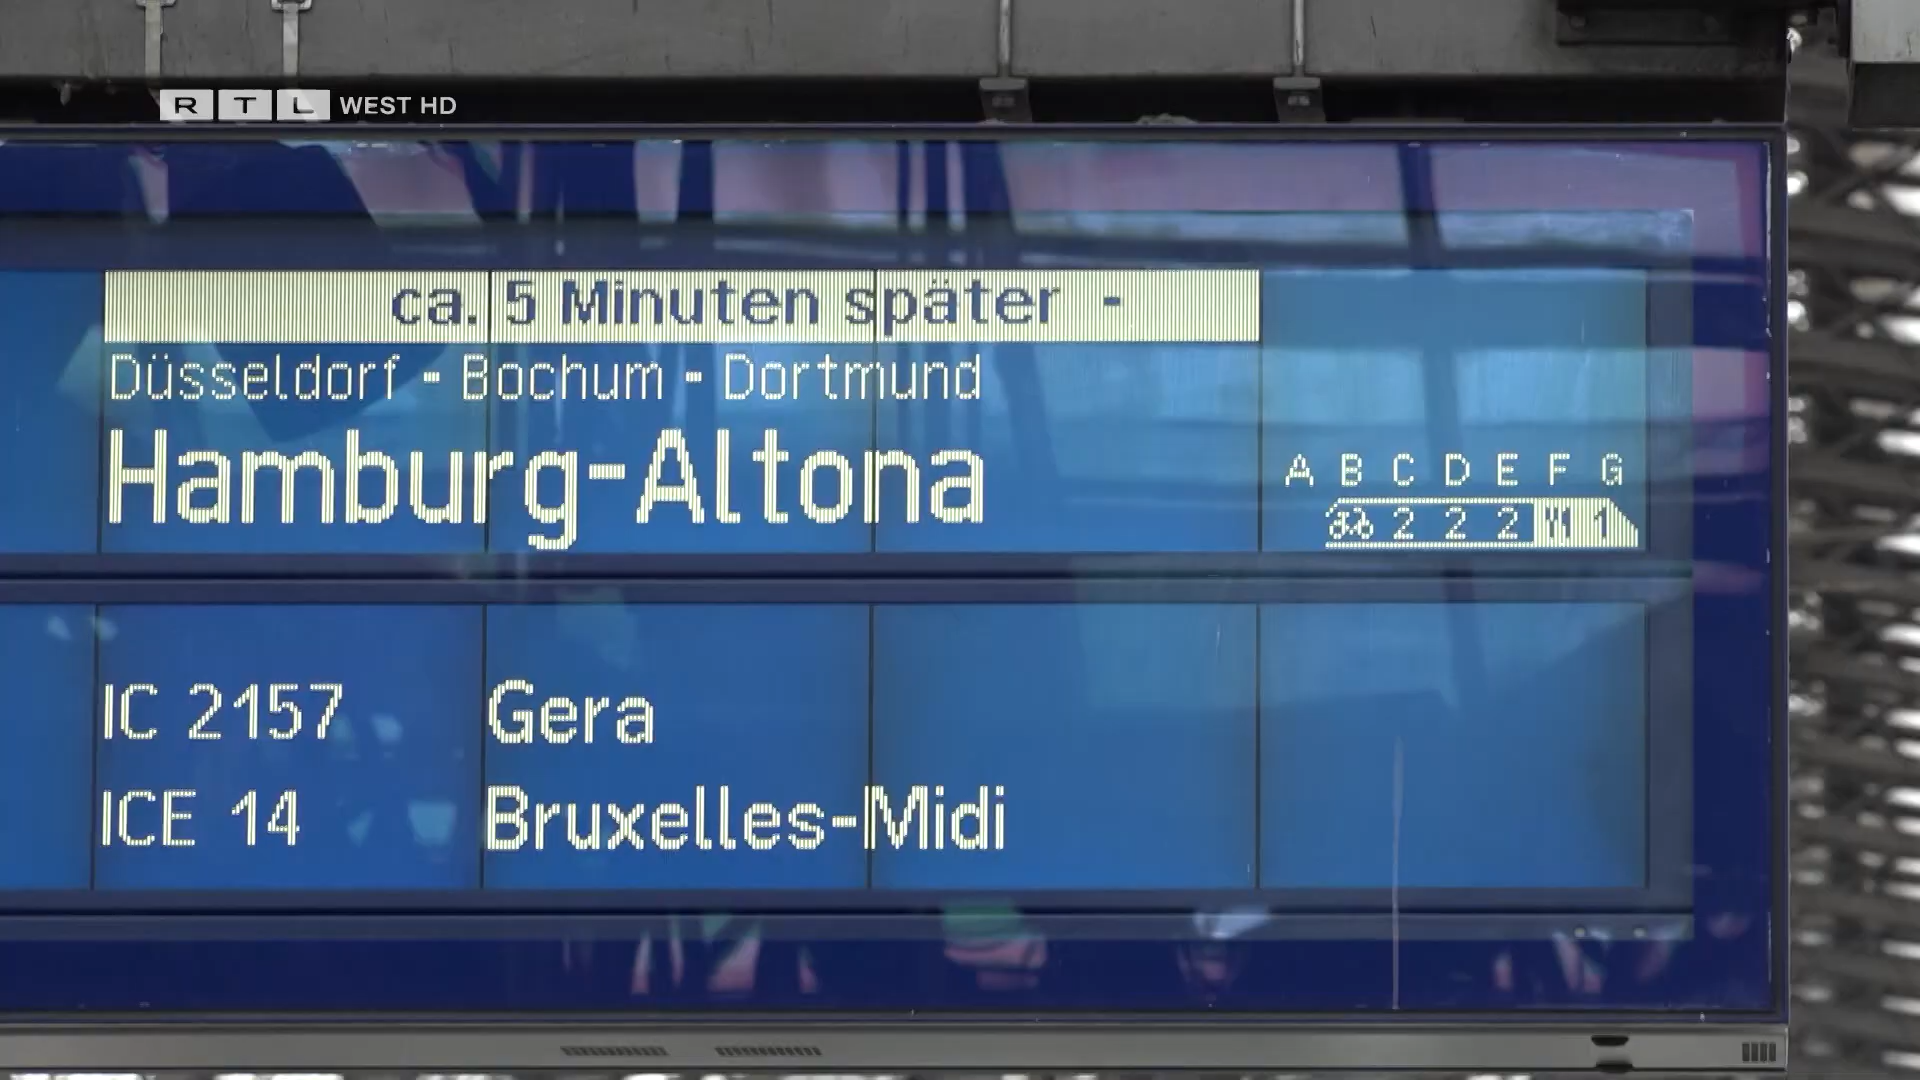 RTL WEST HD
ca. 5 Minuten später -
Düsseldorf - Bochum - Dortmund
Hamburg-Altona
A B C D E F G
2 2 2 1
IC 2157 Gera
ICE 14 Bruxelles-Midi